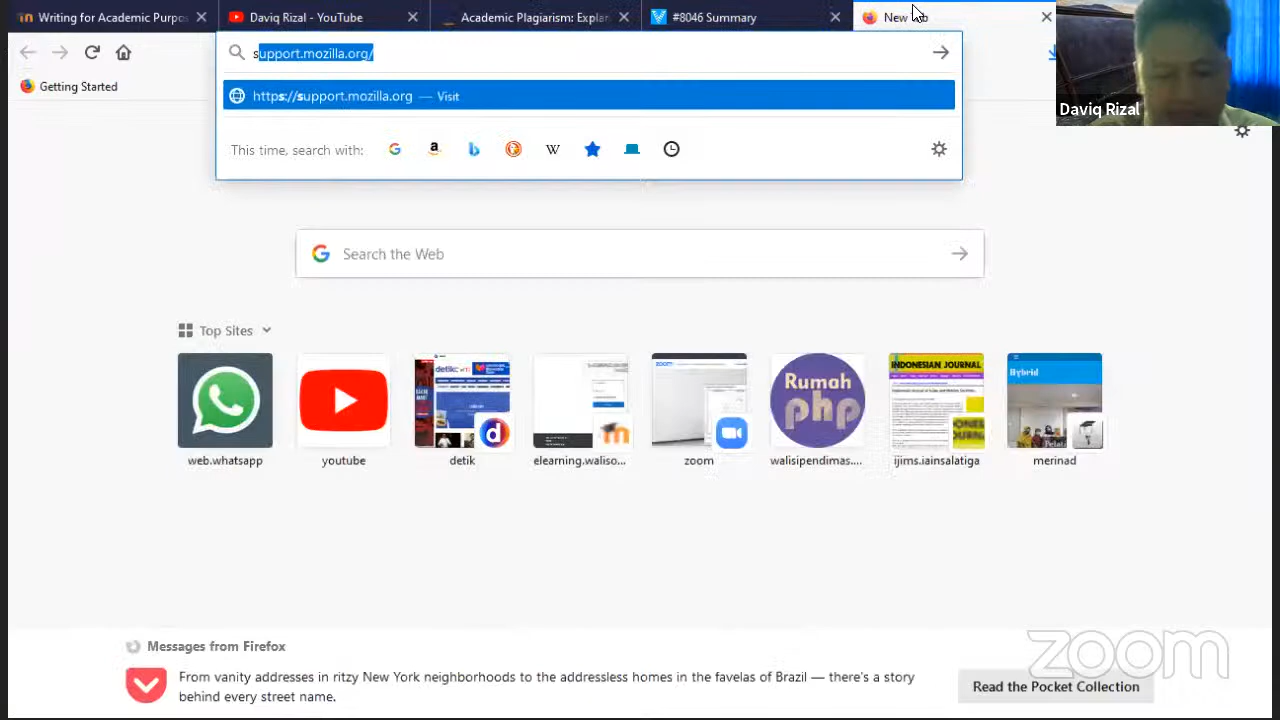 Writing for Academic Purpos
Daviq Rizal - YouTube
Academic Plagiarism: Explan
#8046 Summary
New
support.mozilla.org/
Getting Started
https://support.mozilla.org — Visit
Daviq Rizal
This time, search with:
Search the Web
Top Sites
INDONESIAN JOURNAL
Hybrid
Rumah
php
web.whatsapp
youtube
detik
elearning.waliso...
zoom
walisipendimas....
ijims.iainsalatiga
merinad
Messages from Firefox
zoom
From vanity addresses in ritzy New York neighborhoods to the addressless homes in the favelas of Brazil — there's a story
behind every street name.
Read the Pocket Collection